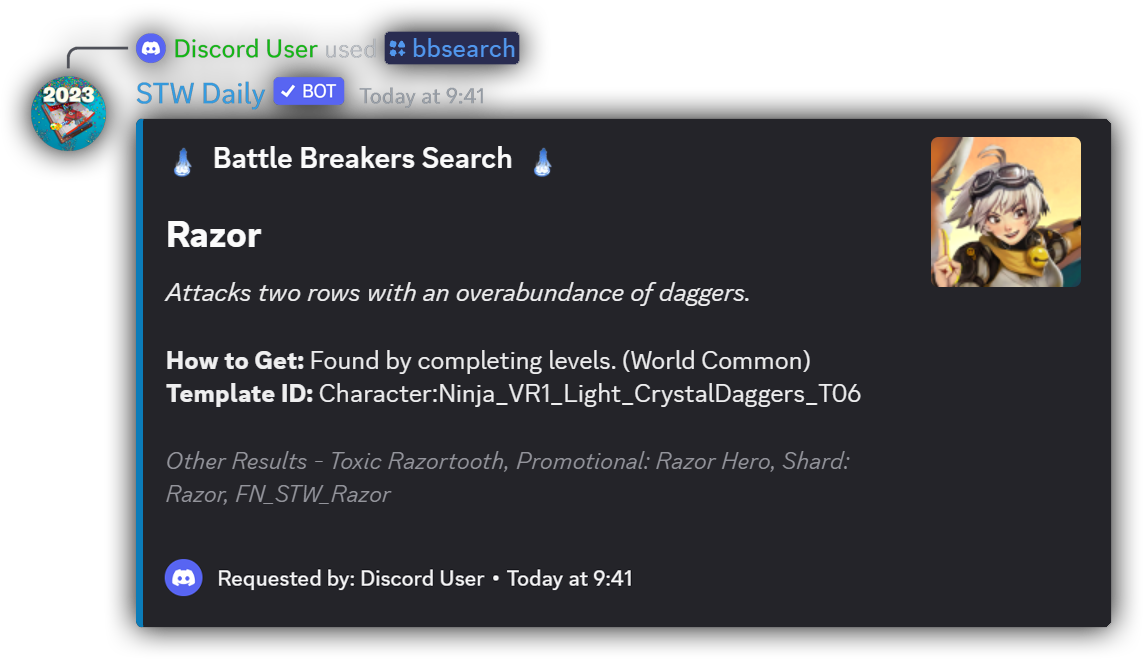 Discord User used bbsearch
2023
STW Daily ✓ BOT Today at 9:41
Battle Breakers Search
Razor
Attacks two rows with an overabundance of daggers.
How to Get: Found by completing levels. (World Common)
Template ID: Character:Ninja_VR1_Light_CrystalDaggers_T06
Other Results - Toxic Razortooth, Promotional: Razor Hero, Shard:
Razor, FN_STW_Razor
Requested by: Discord User • Today at 9:41